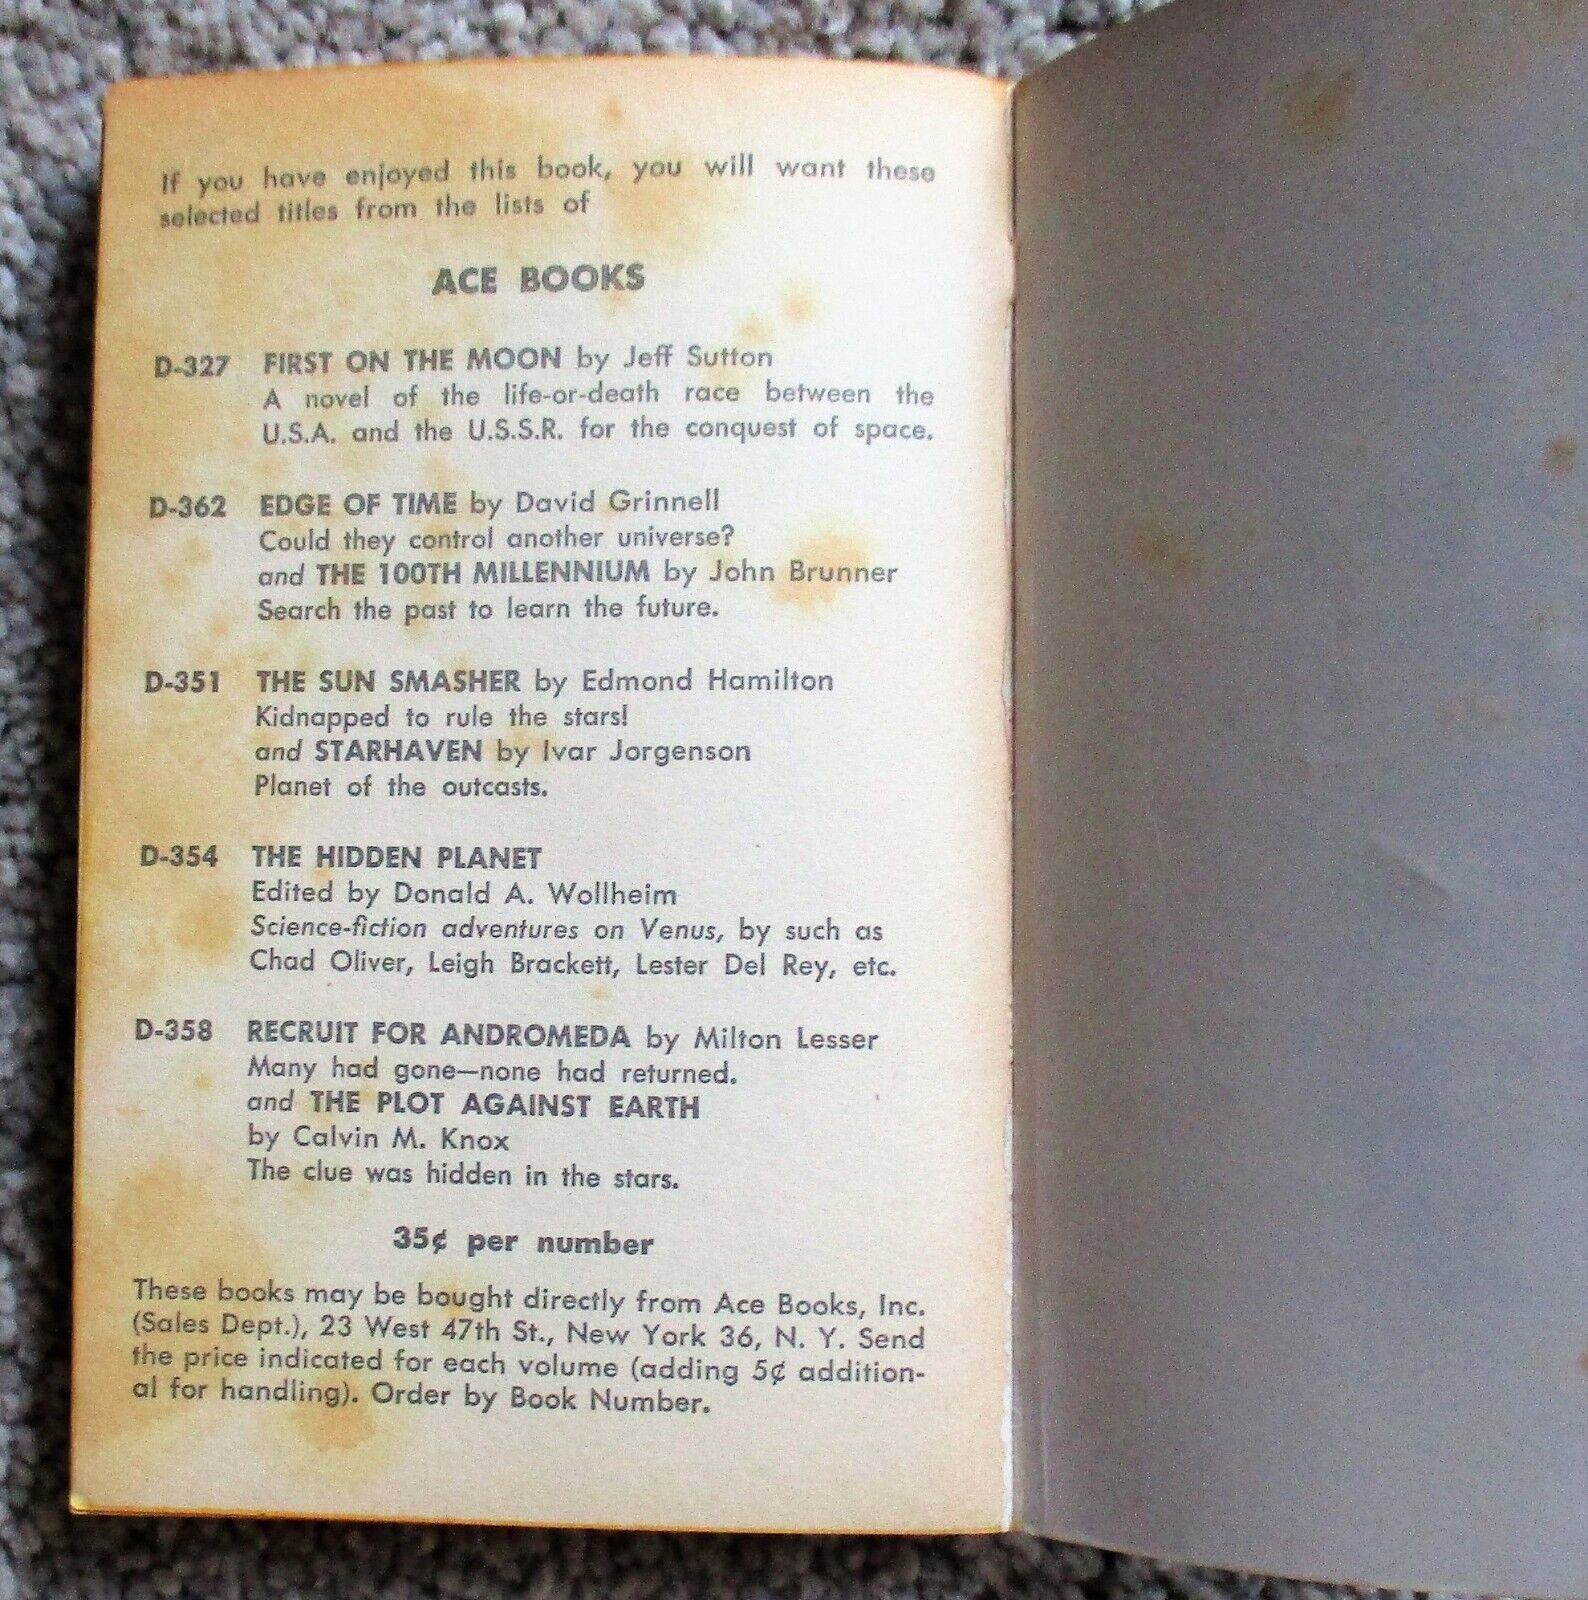 If you have enjoyed this book, you will want these
selected titles from the lists of
ACE BOOKS
D-327 FIRST ON THE MOON by Jeff Sutton
A novel of the life-or-death race between the
U.S.A. and the U.S.S.R. for the conquest of space.
D-362 EDGE OF TIME by David Grinnell
Could they control another universe?
and THE 100TH MILLENNIUM by John Brunner
Search the past to learn the future.
D-351 THE SUN SMASHER by Edmond Hamilton
Kidnapped to rule the stars!
and STARHAVEN by Ivar Jorgenson
Planet of the outcasts.
D-354 THE HIDDEN PLANET
Edited by Donald A. Wollheim
Science-fiction adventures on Venus, by such as
Chad Oliver, Leigh Brackett, Lester Del Rey, etc.
D-358 RECRUIT FOR ANDROMEDA by Milton Lesser
Many had gone—none had returned.
and THE PLOT AGAINST EARTH
by Calvin M. Knox
The clue was hidden in the stars.
35¢ per number
These books may be bought directly from Ace Books, Inc.
(Sales Dept.), 23 West 47th St., New York 36, N. Y. Send
the price indicated for each volume (adding 5¢ addition-
al for handling). Order by Book Number.